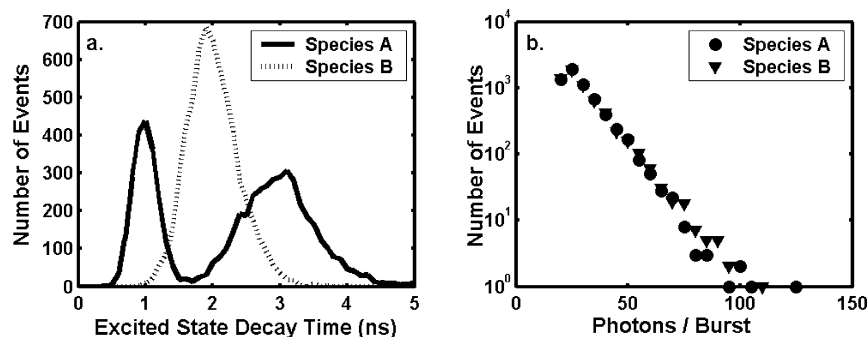 a.
Species A
Species B
700
600
500
400
300
200
100
0
Number of Events
0 1 2 3 4 5
Excited State Decay Time (ns)
b.
Species A
Species B
10^4
10^3
10^2
10^1
10^0
Number of Events
0 50 100 150
Photons / Burst